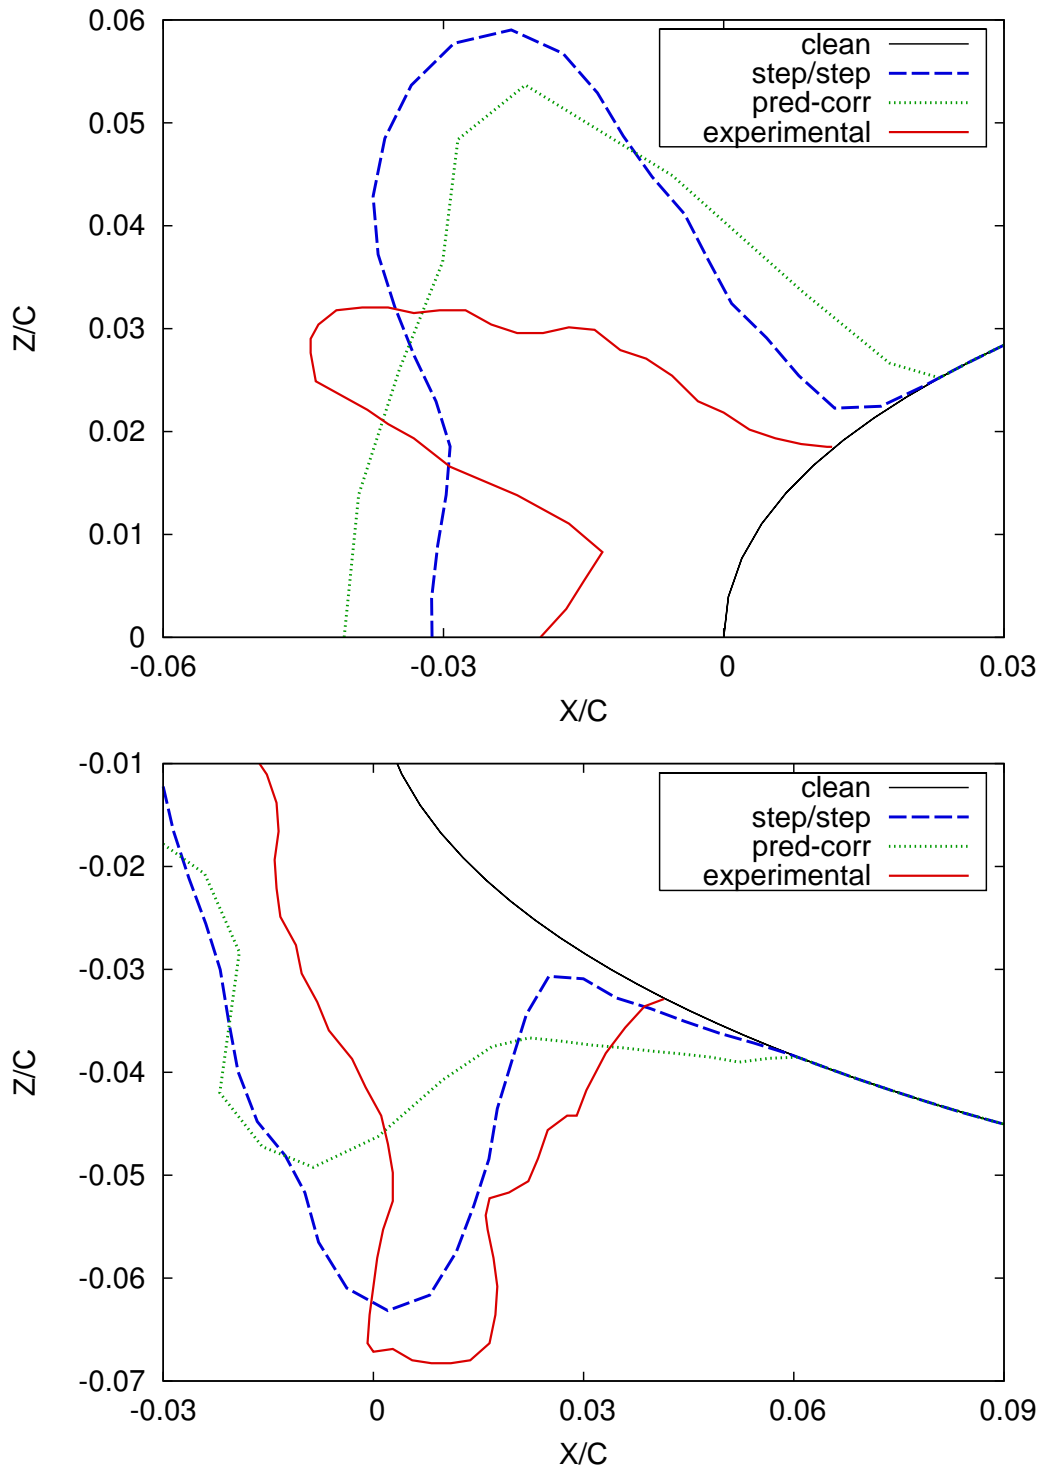 0.06
0.05
0.04
0.03
0.02
0.01
0
Z/C
-0.06
-0.03
0
0.03
X/C
clean
step/step
pred-corr
experimental
-0.01
-0.02
-0.03
-0.04
-0.05
-0.06
-0.07
Z/C
-0.03
0
0.03
0.06
0.09
X/C
clean
step/step
pred-corr
experimental